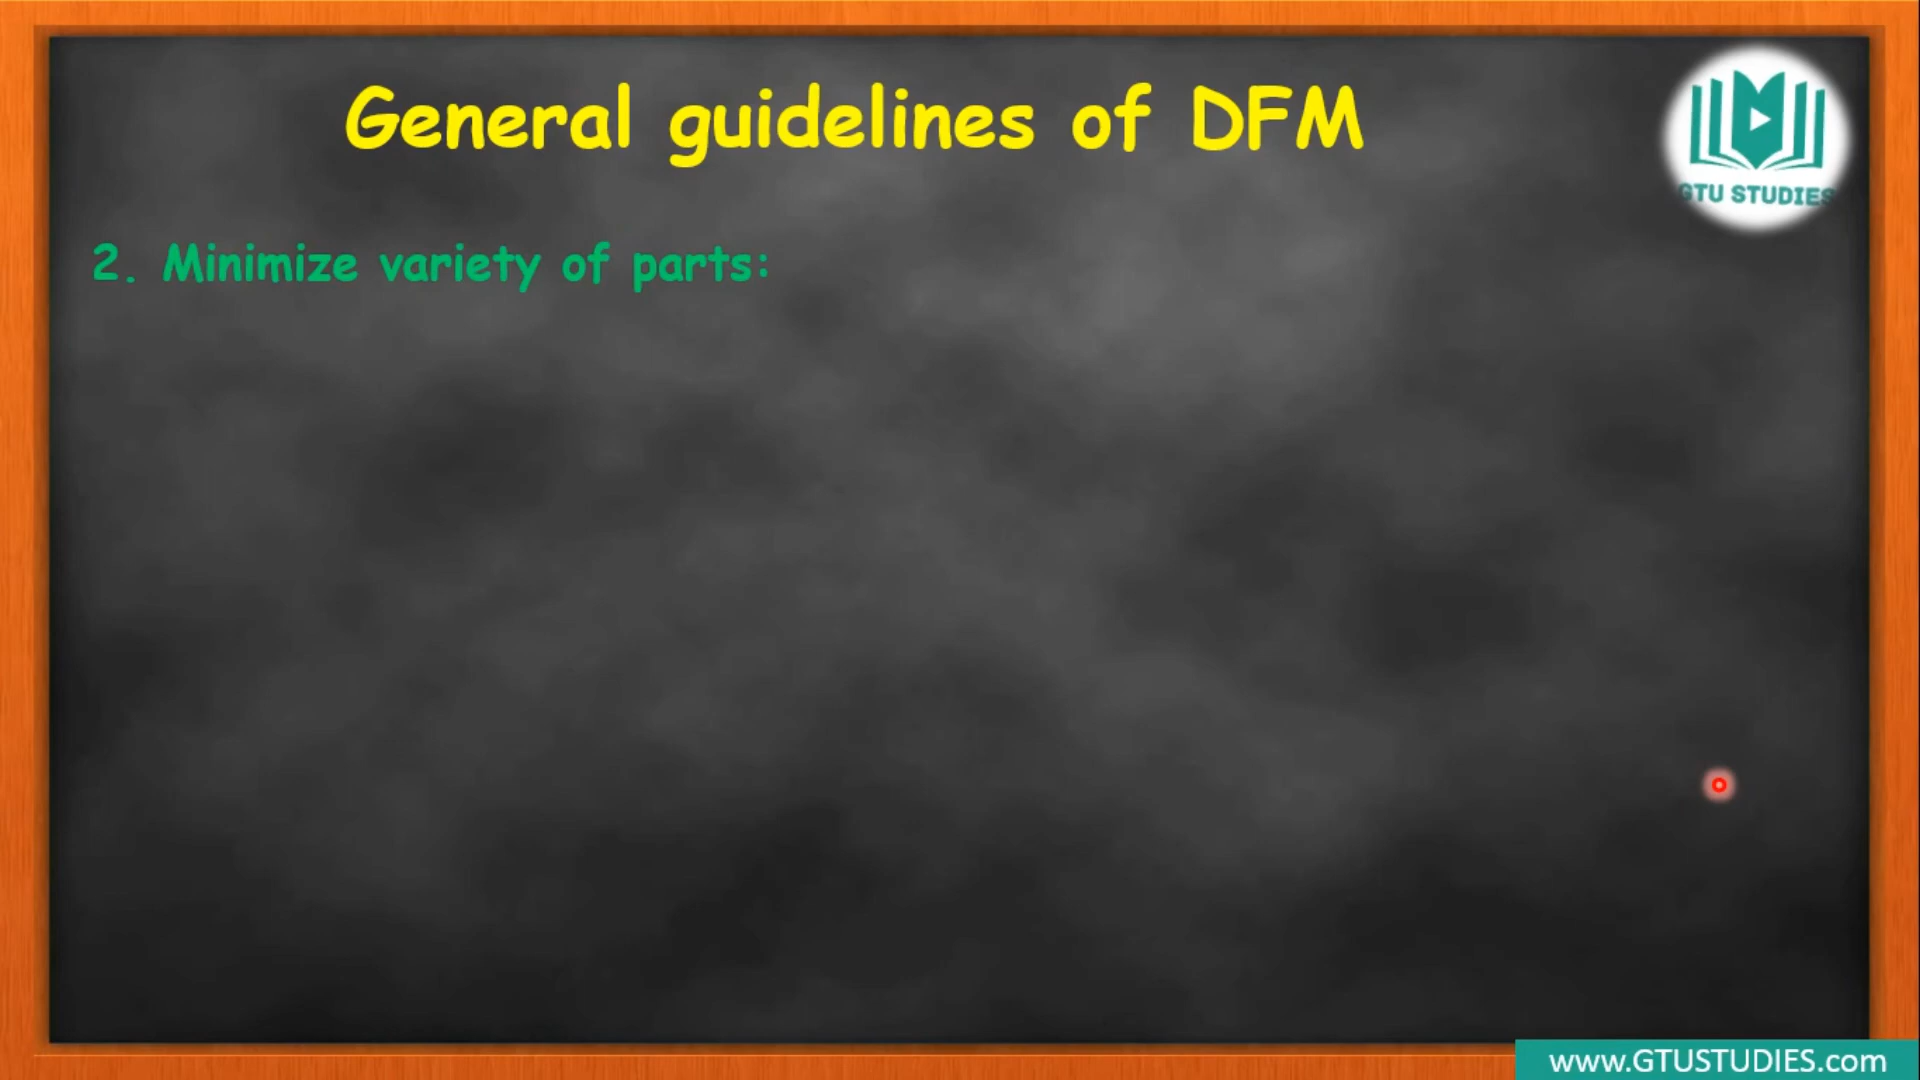 General guidelines of DFM
GTU STUDIES
2. Minimize variety of parts:
www.GTUSTUDIES.com